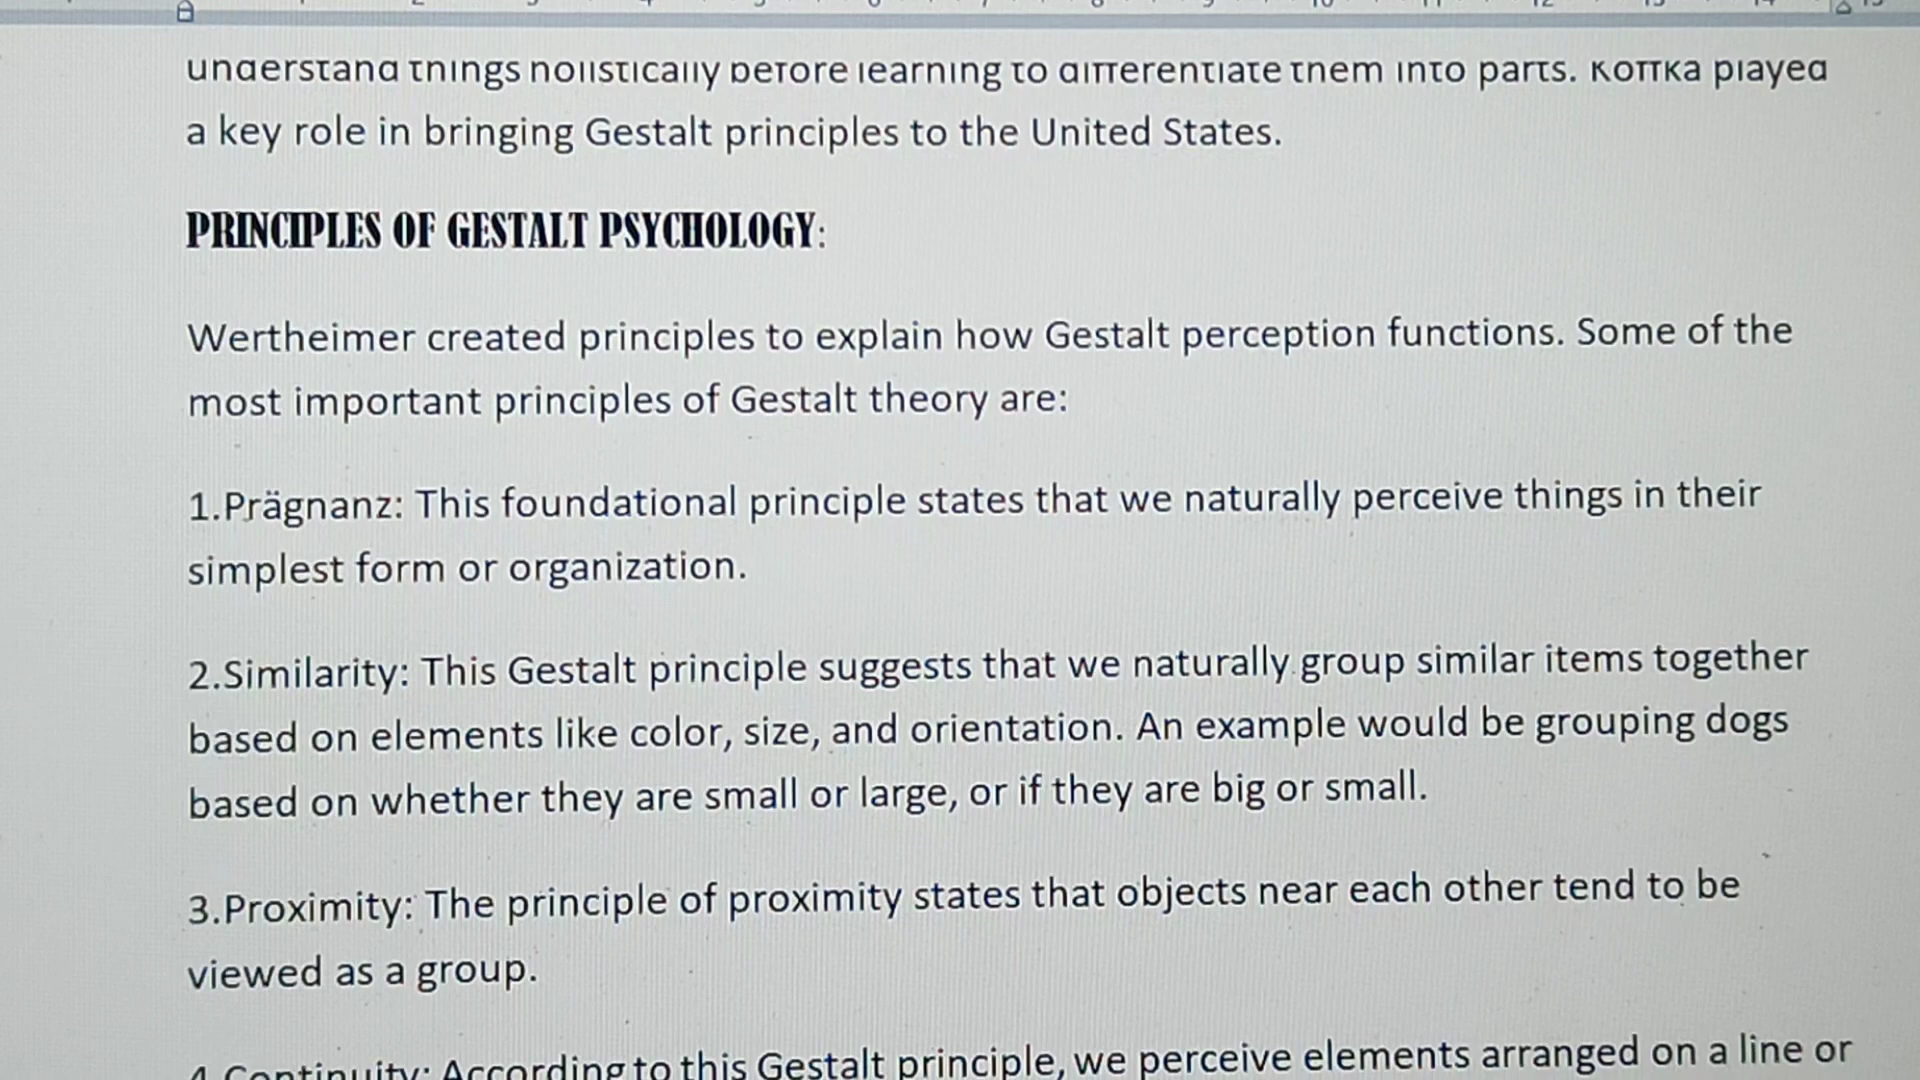 understand things holistically before learning to differentiate them into parts. Koffka played
a key role in bringing Gestalt principles to the United States.
PRINCIPLES OF GESTALT PSYCHOLOGY:
Wertheimer created principles to explain how Gestalt perception functions. Some of the
most important principles of Gestalt theory are:
1.Prägnanz: This foundational principle states that we naturally perceive things in their
simplest form or organization.
2.Similarity: This Gestalt principle suggests that we naturally group similar items together
based on elements like color, size, and orientation. An example would be grouping dogs
based on whether they are small or large, or if they are big or small.
3.Proximity: The principle of proximity states that objects near each other tend to be
viewed as a group.
4.Continuity: According to this Gestalt principle, we perceive elements arranged on a line or